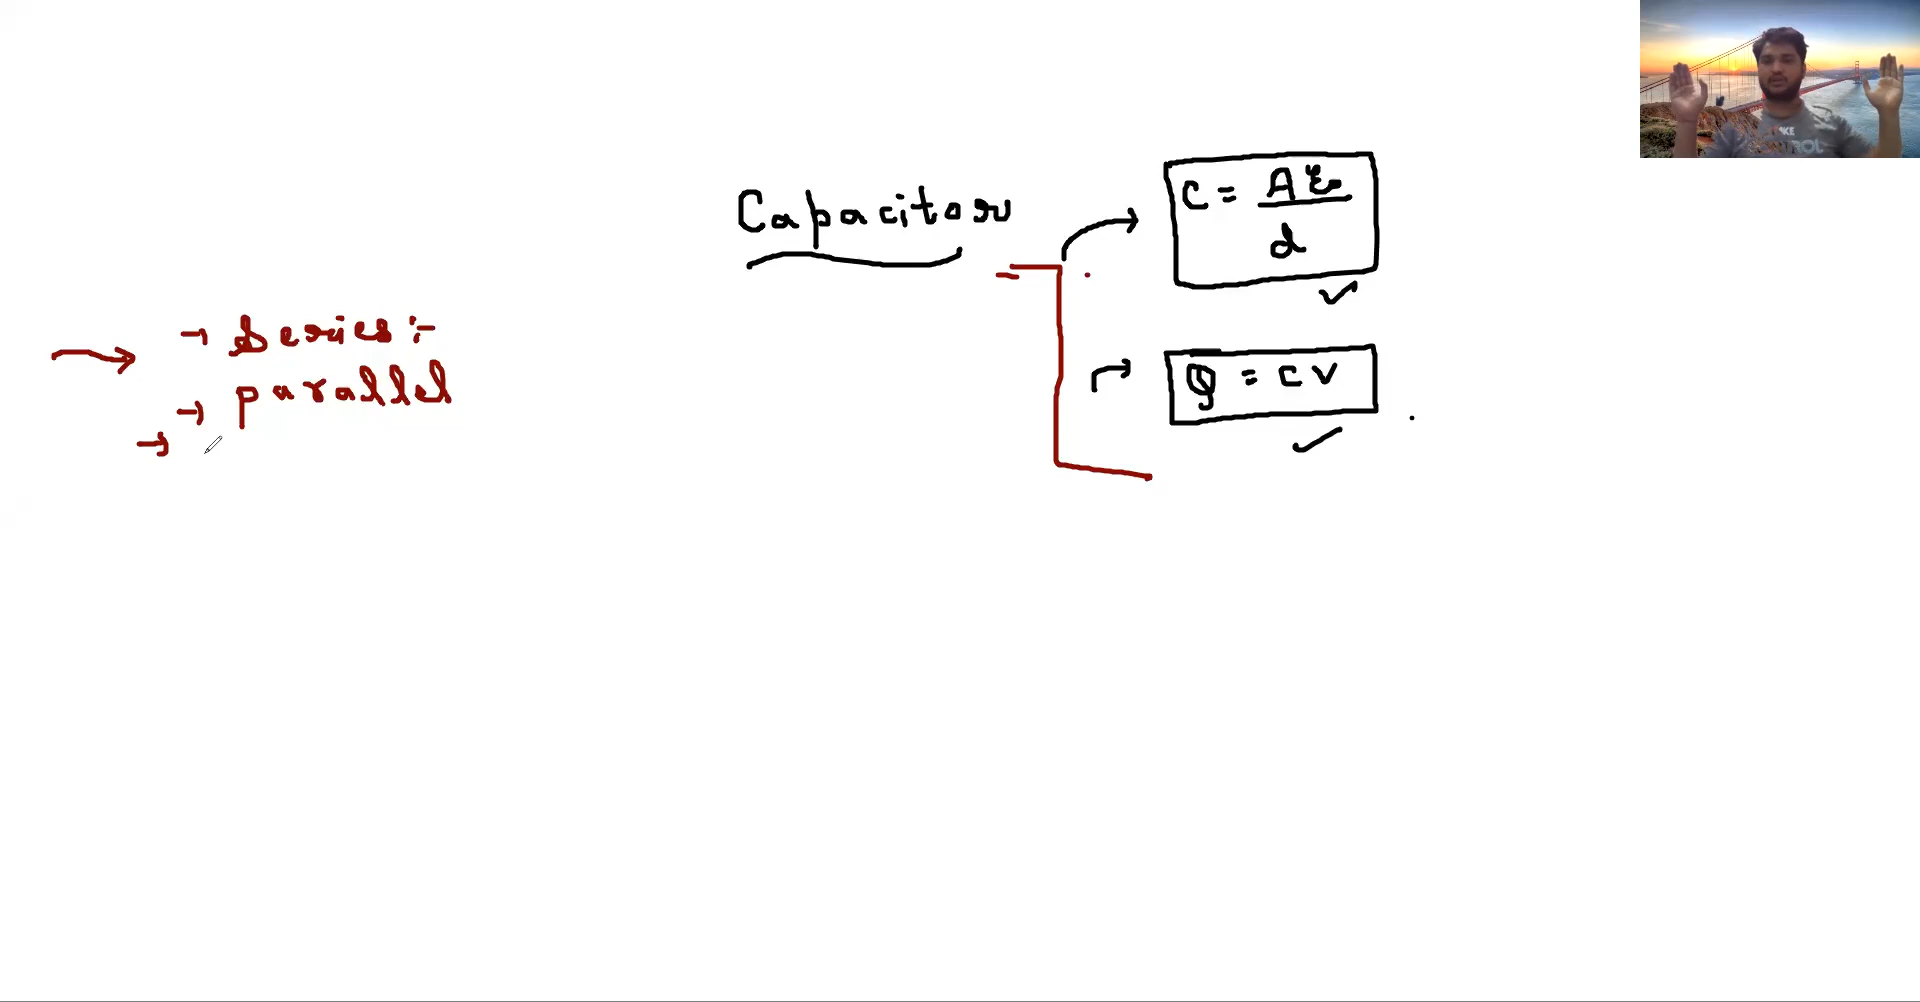 Capacitor
C = Aε₀
d
Q = CV
→ Series :-
→ parallel
→